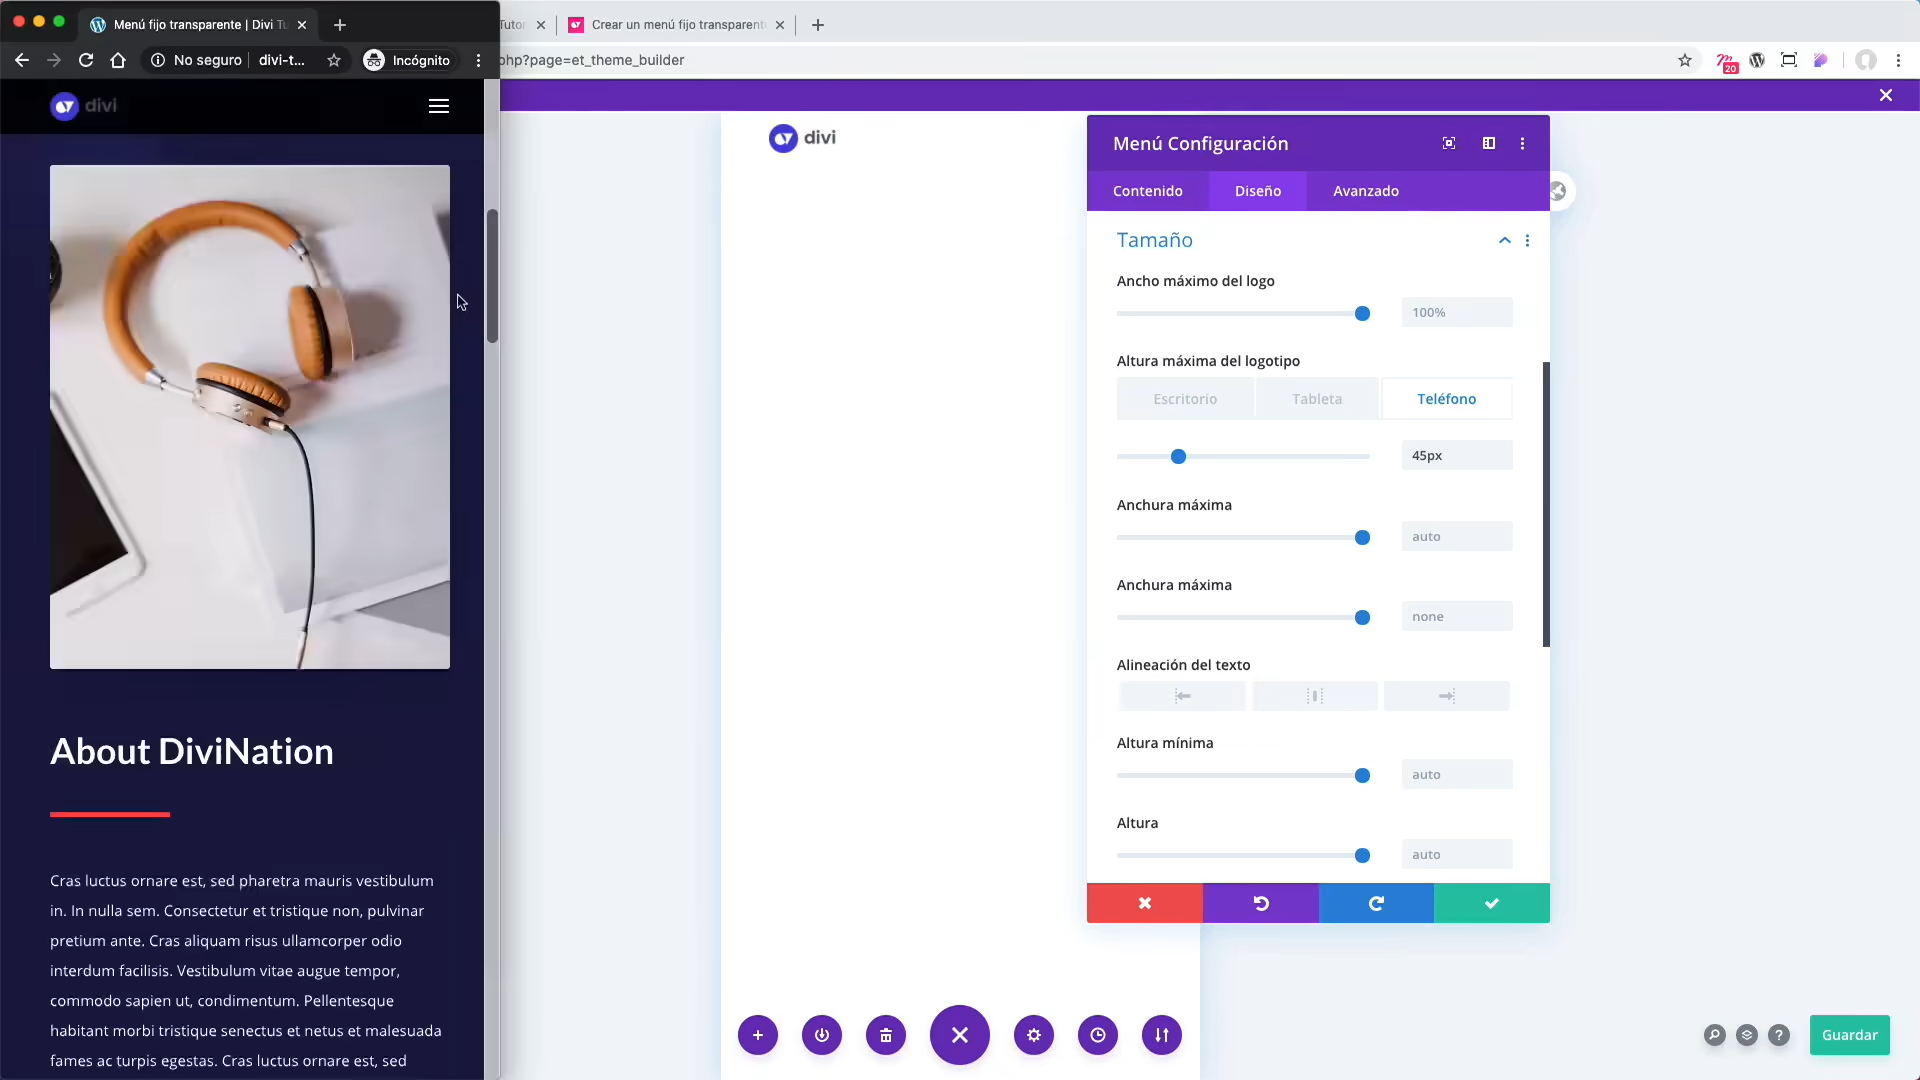 Menú fijo transparente | Divi Tu
Tutor
Crear un menú fijo transparent
No seguro
divi-t...
Incógnito
php?page=et_theme_builder
20
divi
divi
Menú Configuración
Contenido
Diseño
Avanzado
Tamaño
Ancho máximo del logo
100%
Altura máxima del logotipo
Escritorio
Tableta
Teléfono
45px
Anchura máxima
auto
Anchura máxima
none
Alineación del texto
Altura mínima
auto
Altura
auto
About DiviNation
Cras luctus ornare est, sed pharetra mauris vestibulum
in. In nulla sem. Consectetur et tristique non, pulvinar
pretium ante. Cras aliquam risus ullamcorper odio
interdum facilisis. Vestibulum vitae augue tempor,
commodo sapien ut, condimentum. Pellentesque
habitant morbi tristique senectus et netus et malesuada
fames ac turpis egestas. Cras luctus ornare est, sed
Guardar